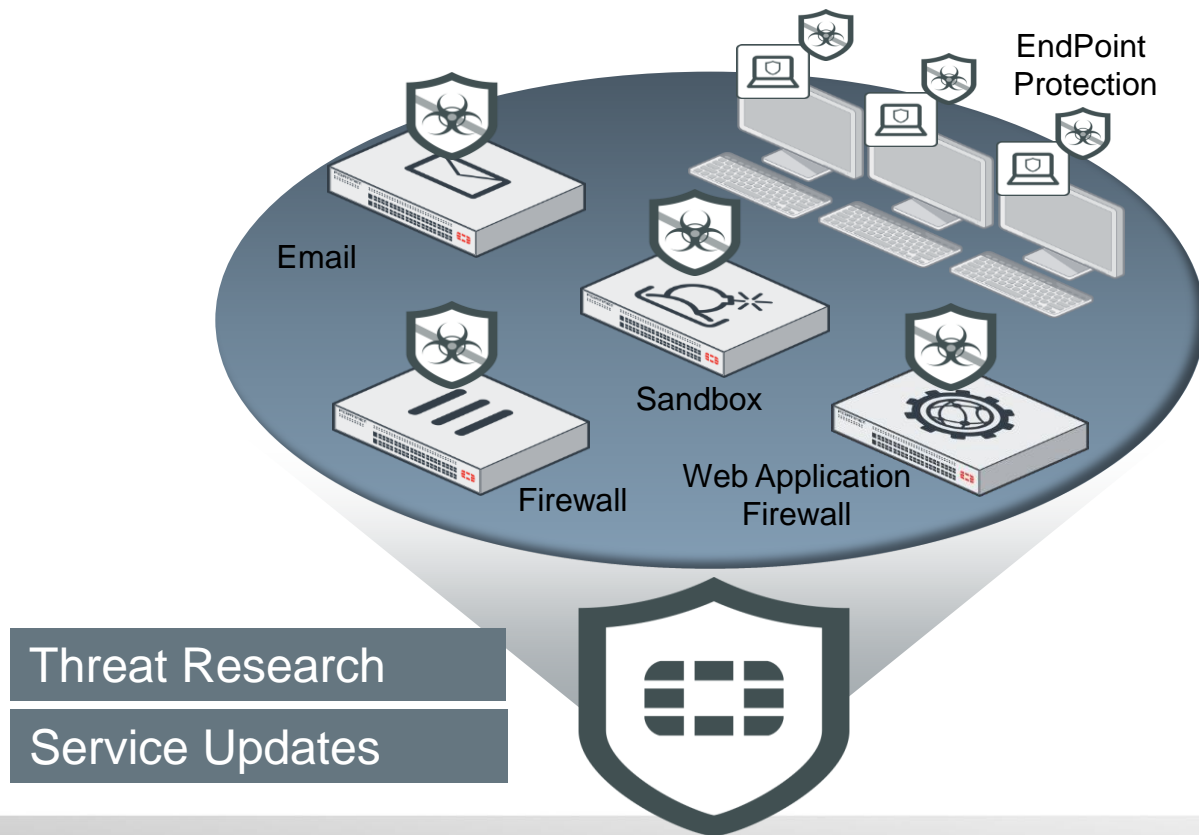 EndPoint
Protection
Email
Sandbox
Firewall
Web Application
Firewall
Threat Research
Service Updates